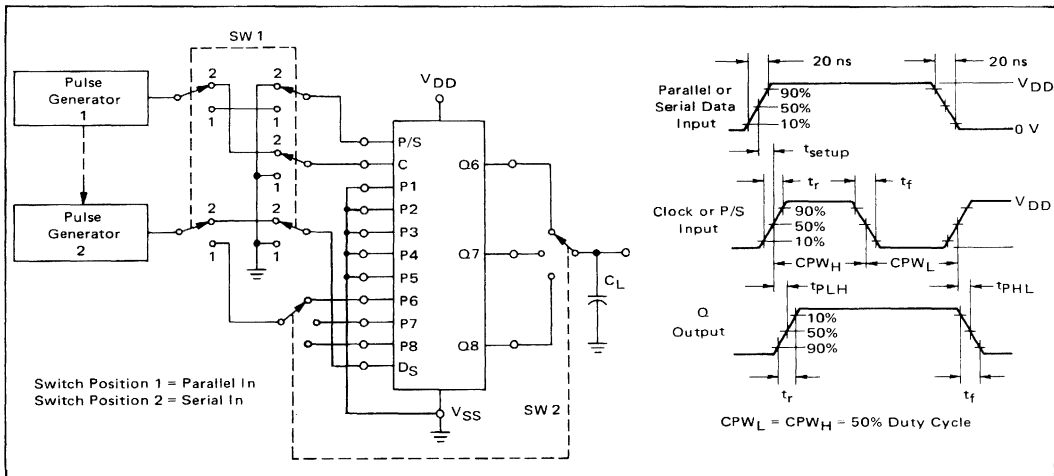 SW 1
Pulse
Generator
1
Pulse
Generator
2
2
1
2
1
2
1
2
1
2
1
VDD
P/S
C
P1
P2
P3
P4
P5
P6
P7
P8
DS
Q6
Q7
Q8
VSS
SW 2
CL
Switch Position 1 = Parallel In
Switch Position 2 = Serial In
20 ns
20 ns
Parallel or
Serial Data
Input
90%
50%
10%
VDD
0 V
tsetup
tr
tf
Clock or P/S
Input
90%
50%
10%
VDD
CPWH
CPWL
tPLH
tPHL
Q
Output
10%
50%
90%
tr
tf
CPWL = CPWH = 50% Duty Cycle